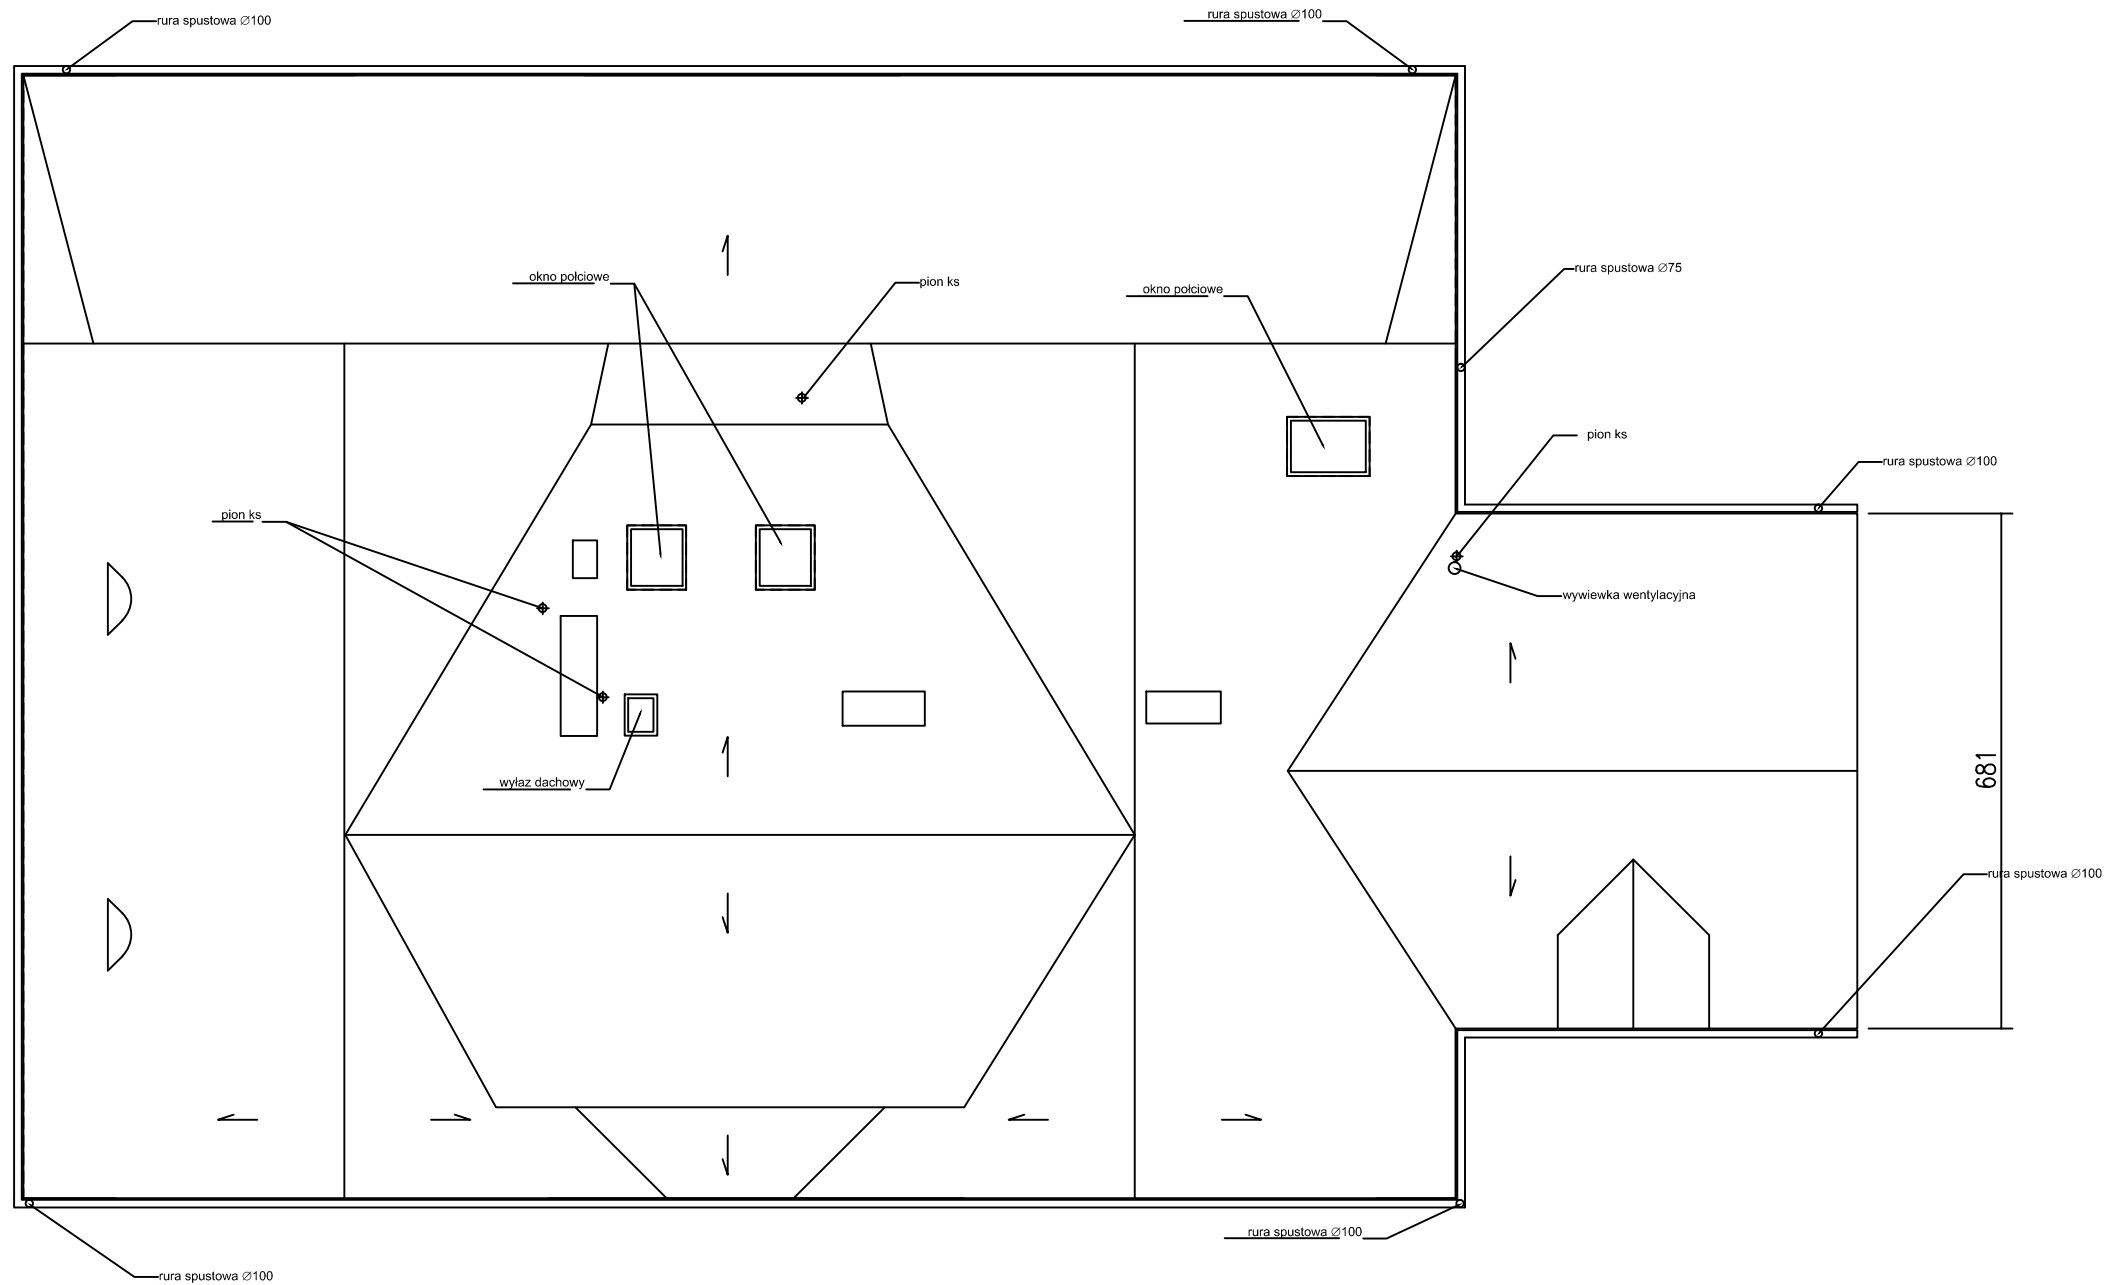 rura spustowa ∅100
rura spustowa ∅100
rura spustowa ∅75
okno połciowe
pion ks
okno połciowe
pion ks
rura spustowa ∅100
pion ks
wywiewka wentylacyjna
681
wyłaz dachowy
rura spustowa ∅100
rura spustowa ∅100
rura spustowa ∅100